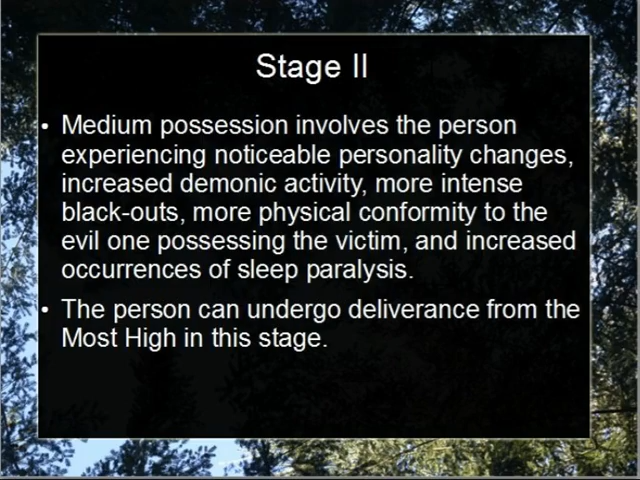 Stage II
• Medium possession involves the person
experiencing noticeable personality changes,
increased demonic activity, more intense
black-outs, more physical conformity to the
evil one possessing the victim, and increased
occurrences of sleep paralysis.
• The person can undergo deliverance from the
Most High in this stage.